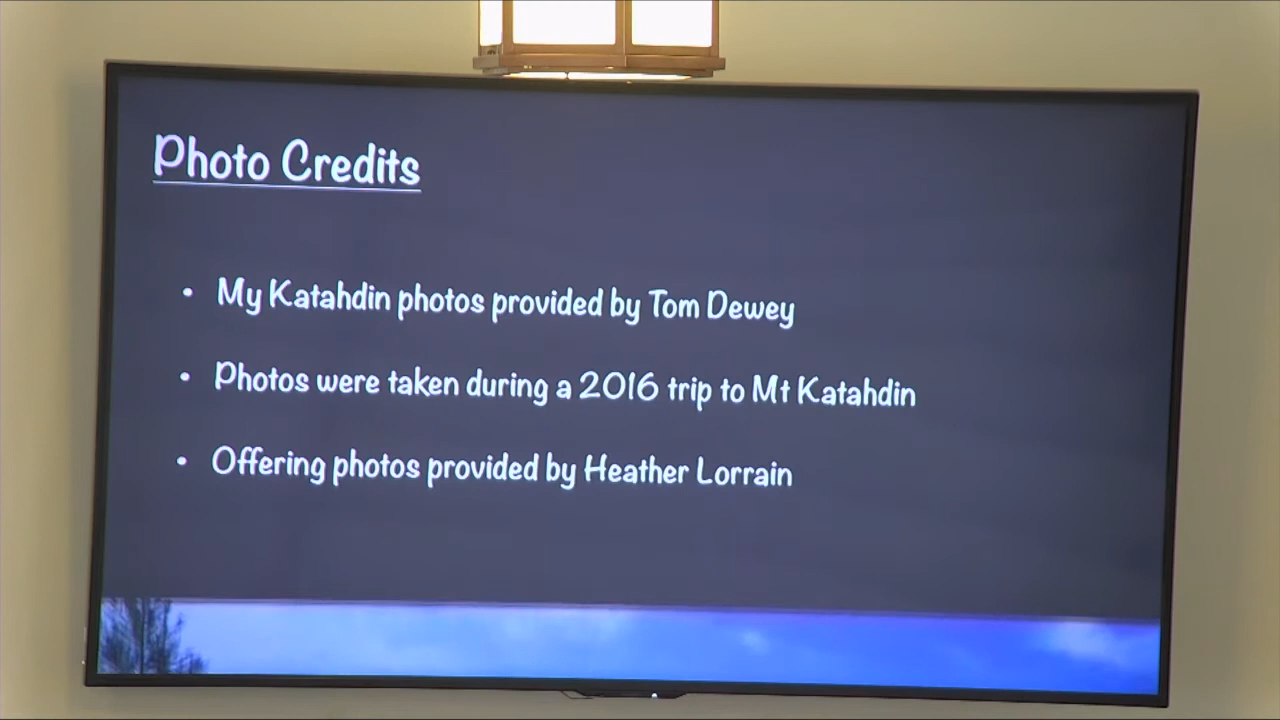 Photo Credits
• My Katahdin photos provided by Tom Dewey
• Photos were taken during a 2016 trip to Mt Katahdin
• Offering photos provided by Heather Lorrain